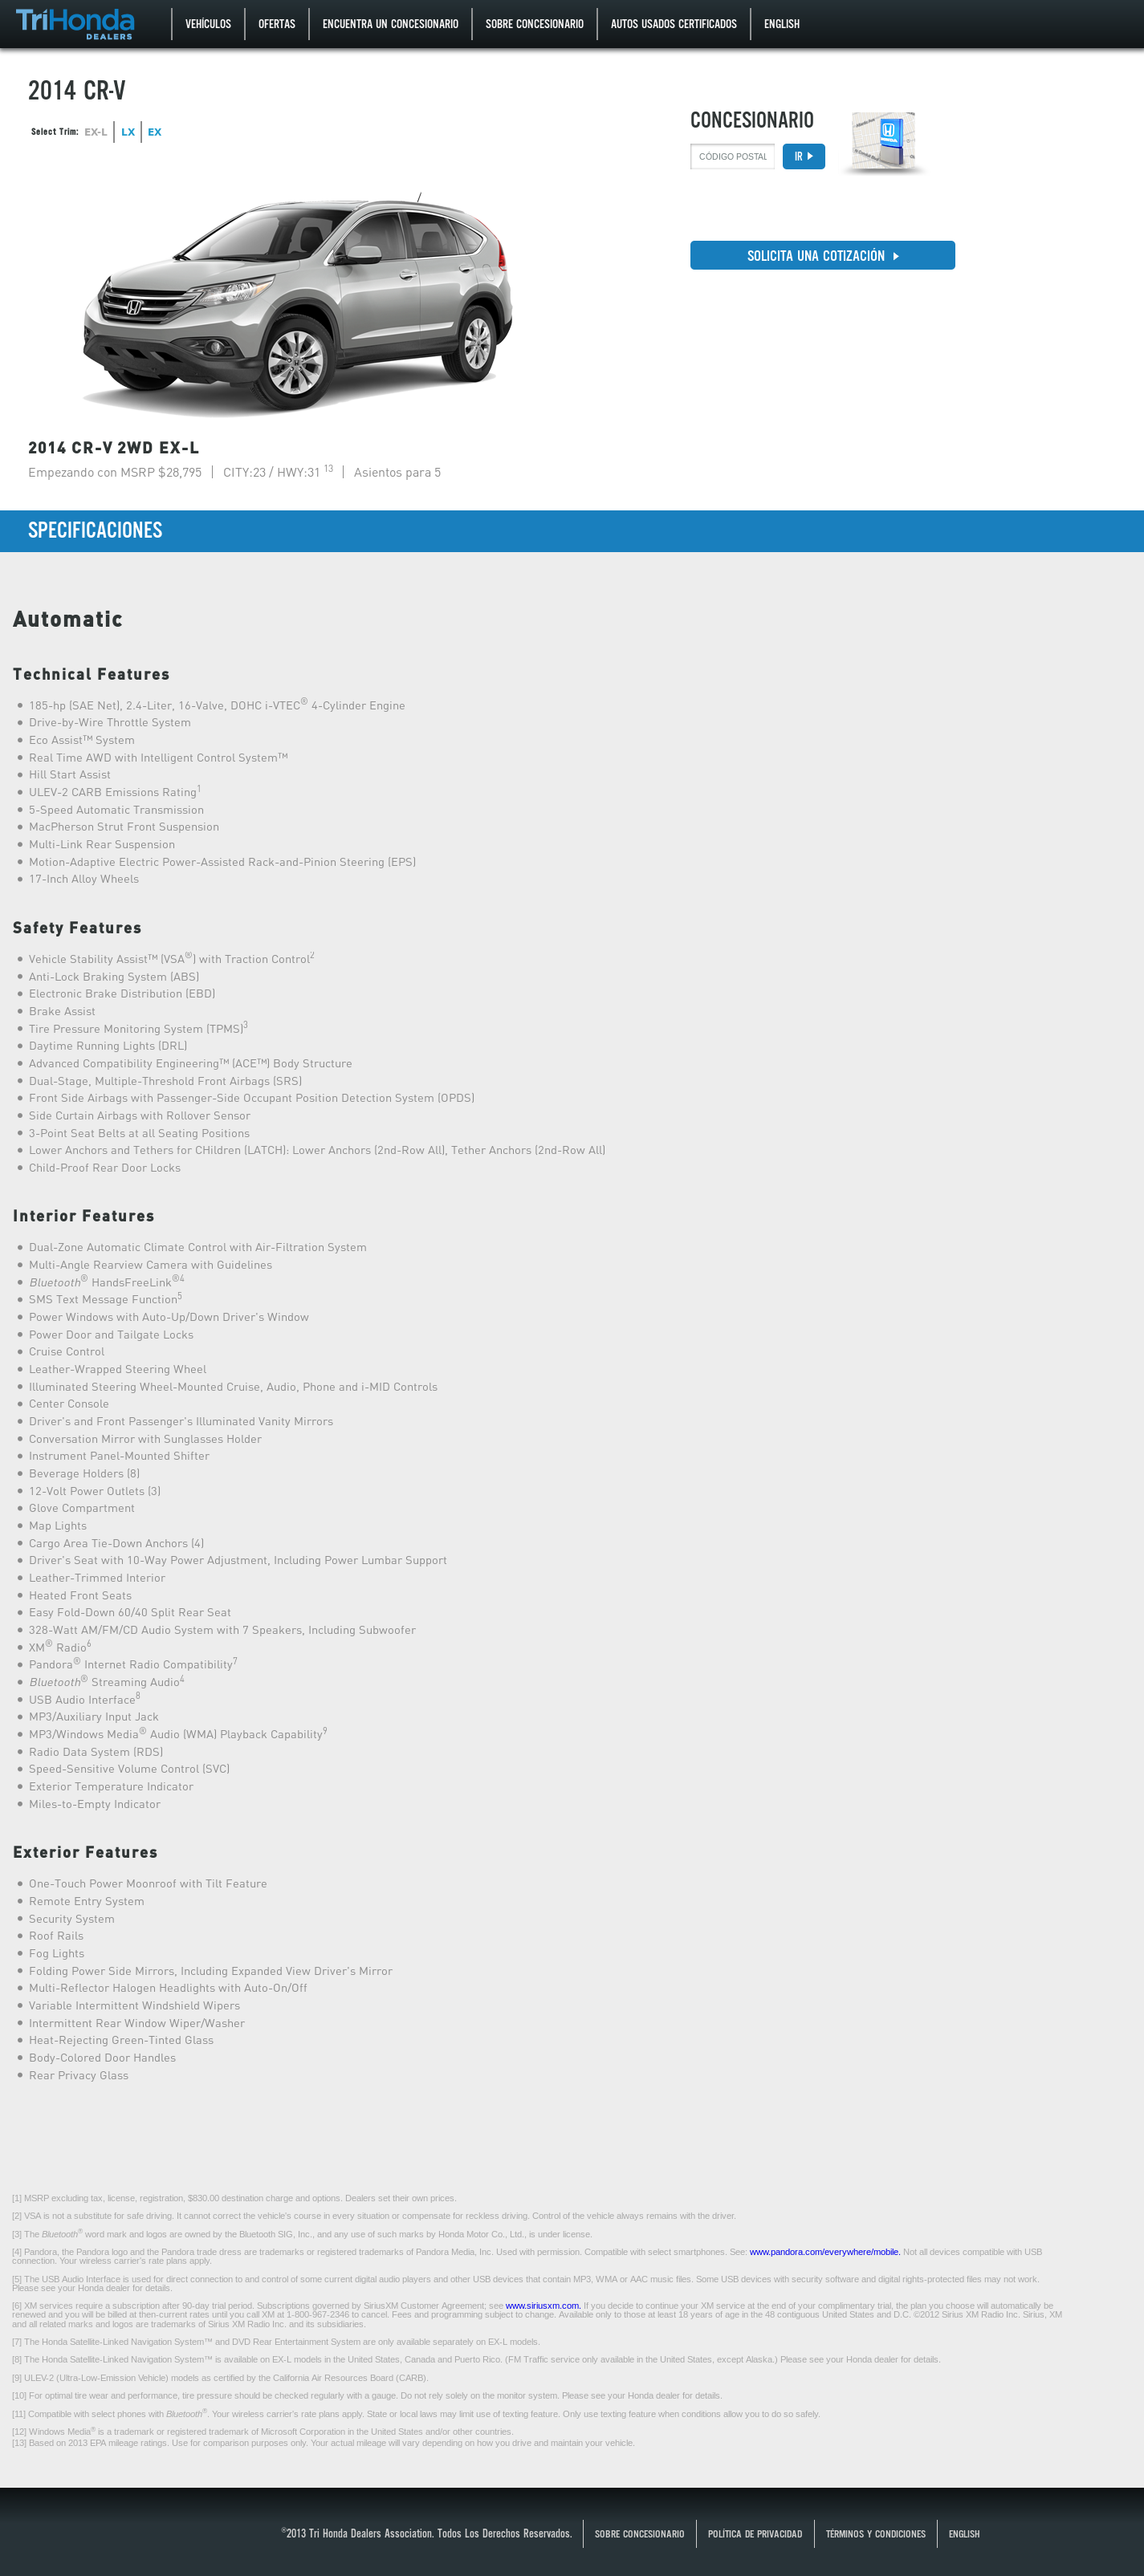 TriHonda
DEALERS
VEHÍCULOS
OFERTAS
ENCUENTRA UN CONCESIONARIO
SOBRE CONCESIONARIO
AUTOS USADOS CERTIFICADOS
ENGLISH
2014 CR-V
Select Trim: EX-L LX EX
CONCESIONARIO
CÓDIGO POSTAL
IR
SOLICITA UNA COTIZACIÓN
2014 CR-V 2WD EX-L
Empezando con MSRP $28,795 | CITY:23 / HWY:31 13 | Asientos para 5
SPECIFICACIONES
Automatic
Technical Features
185-hp (SAE Net), 2.4-Liter, 16-Valve, DOHC i-VTEC® 4-Cylinder Engine
Drive-by-Wire Throttle System
Eco Assist™ System
Real Time AWD with Intelligent Control System™
Hill Start Assist
ULEV-2 CARB Emissions Rating1
5-Speed Automatic Transmission
MacPherson Strut Front Suspension
Multi-Link Rear Suspension
Motion-Adaptive Electric Power-Assisted Rack-and-Pinion Steering (EPS)
17-Inch Alloy Wheels
Safety Features
Vehicle Stability Assist™ (VSA®) with Traction Control2
Anti-Lock Braking System (ABS)
Electronic Brake Distribution (EBD)
Brake Assist
Tire Pressure Monitoring System (TPMS)3
Daytime Running Lights (DRL)
Advanced Compatibility Engineering™ (ACE™) Body Structure
Dual-Stage, Multiple-Threshold Front Airbags (SRS)
Front Side Airbags with Passenger-Side Occupant Position Detection System (OPDS)
Side Curtain Airbags with Rollover Sensor
3-Point Seat Belts at all Seating Positions
Lower Anchors and Tethers for CHildren (LATCH): Lower Anchors (2nd-Row All), Tether Anchors (2nd-Row All)
Child-Proof Rear Door Locks
Interior Features
Dual-Zone Automatic Climate Control with Air-Filtration System
Multi-Angle Rearview Camera with Guidelines
Bluetooth® HandsFreeLink®4
SMS Text Message Function5
Power Windows with Auto-Up/Down Driver's Window
Power Door and Tailgate Locks
Cruise Control
Leather-Wrapped Steering Wheel
Illuminated Steering Wheel-Mounted Cruise, Audio, Phone and i-MID Controls
Center Console
Driver's and Front Passenger's Illuminated Vanity Mirrors
Conversation Mirror with Sunglasses Holder
Instrument Panel-Mounted Shifter
Beverage Holders (8)
12-Volt Power Outlets (3)
Glove Compartment
Map Lights
Cargo Area Tie-Down Anchors (4)
Driver's Seat with 10-Way Power Adjustment, Including Power Lumbar Support
Leather-Trimmed Interior
Heated Front Seats
Easy Fold-Down 60/40 Split Rear Seat
328-Watt AM/FM/CD Audio System with 7 Speakers, Including Subwoofer
XM® Radio6
Pandora® Internet Radio Compatibility7
Bluetooth® Streaming Audio4
USB Audio Interface8
MP3/Auxiliary Input Jack
MP3/Windows Media® Audio (WMA) Playback Capability9
Radio Data System (RDS)
Speed-Sensitive Volume Control (SVC)
Exterior Temperature Indicator
Miles-to-Empty Indicator
Exterior Features
One-Touch Power Moonroof with Tilt Feature
Remote Entry System
Security System
Roof Rails
Fog Lights
Folding Power Side Mirrors, Including Expanded View Driver's Mirror
Multi-Reflector Halogen Headlights with Auto-On/Off
Variable Intermittent Windshield Wipers
Intermittent Rear Window Wiper/Washer
Heat-Rejecting Green-Tinted Glass
Body-Colored Door Handles
Rear Privacy Glass
[1] MSRP excluding tax, license, registration, $830.00 destination charge and options. Dealers set their own prices.
[2] VSA is not a substitute for safe driving. It cannot correct the vehicle's course in every situation or compensate for reckless driving. Control of the vehicle always remains with the driver.
[3] The Bluetooth® word mark and logos are owned by the Bluetooth SIG, Inc., and any use of such marks by Honda Motor Co., Ltd., is under license.
[4] Pandora, the Pandora logo and the Pandora trade dress are trademarks or registered trademarks of Pandora Media, Inc. Used with permission. Compatible with select smartphones. See: www.pandora.com/everywhere/mobile. Not all devices compatible with USB
connection. Your wireless carrier's rate plans apply.
[5] The USB Audio Interface is used for direct connection to and control of some current digital audio players and other USB devices that contain MP3, WMA or AAC music files. Some USB devices with security software and digital rights-protected files may not work.
Please see your Honda dealer for details.
[6] XM services require a subscription after 90-day trial period. Subscriptions governed by SiriusXM Customer Agreement; see www.siriusxm.com. If you decide to continue your XM service at the end of your complimentary trial, the plan you choose will automatically be
renewed and you will be billed at then-current rates until you call XM at 1-800-967-2346 to cancel. Fees and programming subject to change. Available only to those at least 18 years of age in the 48 contiguous United States and D.C. ©2012 Sirius XM Radio Inc. Sirius, XM
and all related marks and logos are trademarks of Sirius XM Radio Inc. and its subsidiaries.
[7] The Honda Satellite-Linked Navigation System™ and DVD Rear Entertainment System are only available separately on EX-L models.
[8] The Honda Satellite-Linked Navigation System™ is available on EX-L models in the United States, Canada and Puerto Rico. (FM Traffic service only available in the United States, except Alaska.) Please see your Honda dealer for details.
[9] ULEV-2 (Ultra-Low-Emission Vehicle) models as certified by the California Air Resources Board (CARB).
[10] For optimal tire wear and performance, tire pressure should be checked regularly with a gauge. Do not rely solely on the monitor system. Please see your Honda dealer for details.
[11] Compatible with select phones with Bluetooth®. Your wireless carrier's rate plans apply. State or local laws may limit use of texting feature. Only use texting feature when conditions allow you to do so safely.
[12] Windows Media® is a trademark or registered trademark of Microsoft Corporation in the United States and/or other countries.
[13] Based on 2013 EPA mileage ratings. Use for comparison purposes only. Your actual mileage will vary depending on how you drive and maintain your vehicle.
©2013 Tri Honda Dealers Association. Todos Los Derechos Reservados.
SOBRE CONCESIONARIO
POLÍTICA DE PRIVACIDAD
TÉRMINOS Y CONDICIONES
ENGLISH